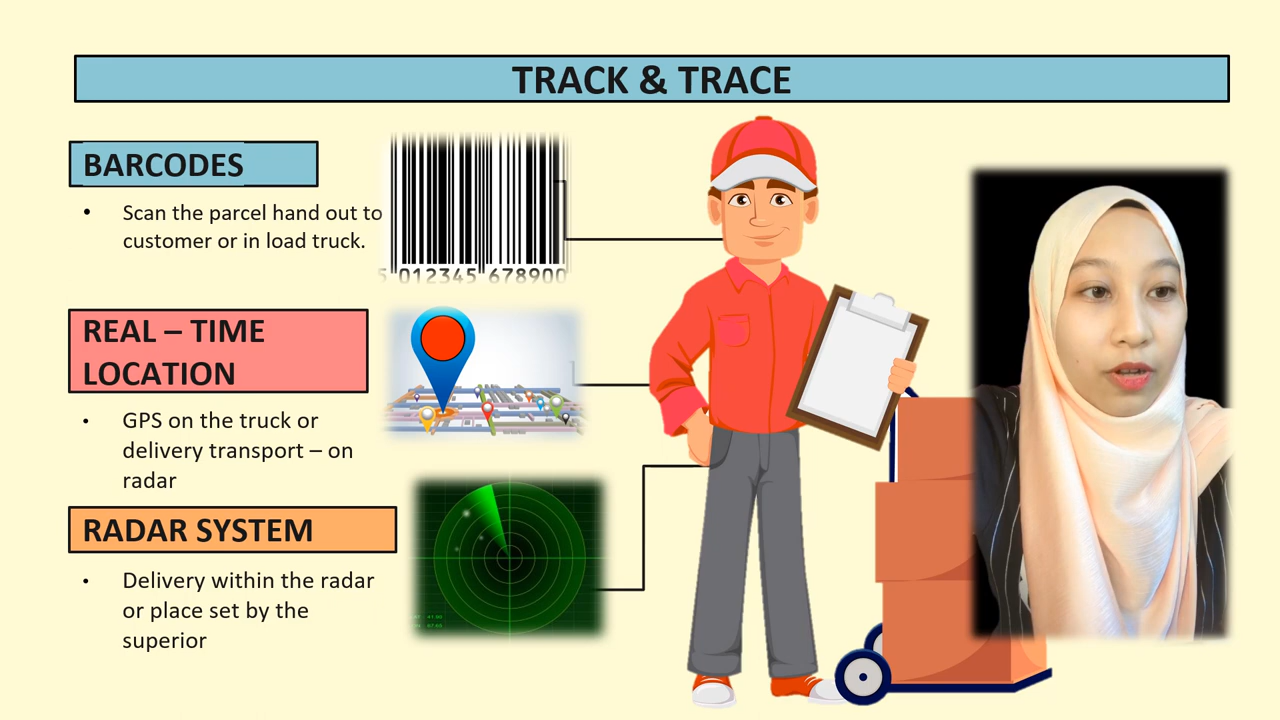 TRACK & TRACE
BARCODES
• Scan the parcel hand out to
customer or in load truck.
5 012345 678900
REAL – TIME
LOCATION
• GPS on the truck or
delivery transport – on
radar
RADAR SYSTEM
• Delivery within the radar
or place set by the
superior